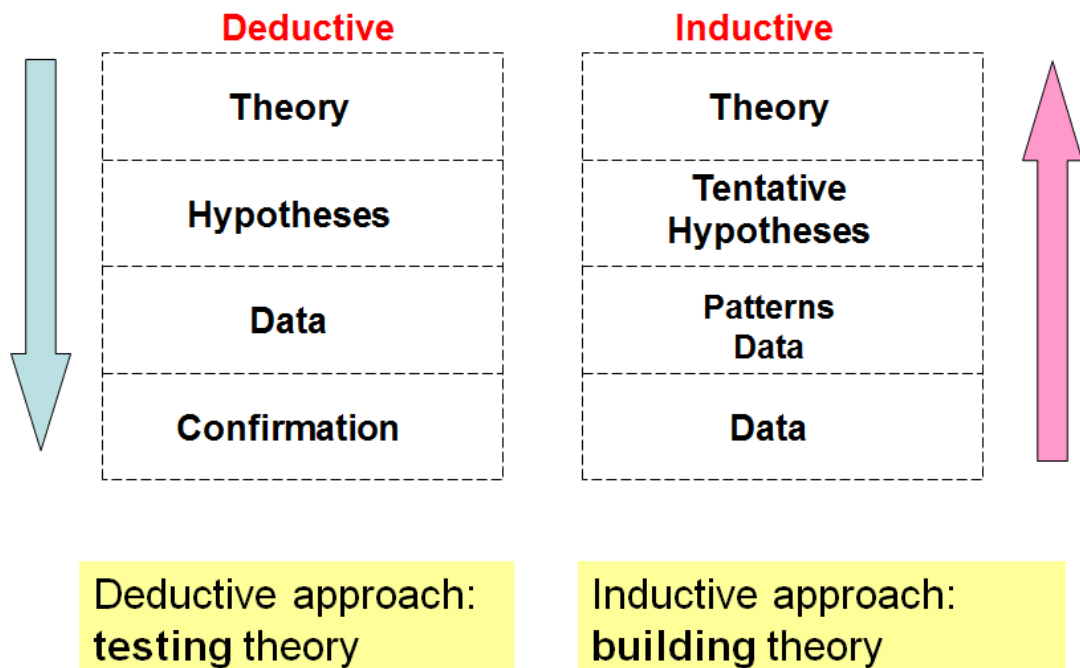 Deductive
Theory
Hypotheses
Data
Confirmation
Inductive
Theory
Tentative
Hypotheses
Patterns
Data
Data
Deductive approach:
testing theory
Inductive approach:
building theory